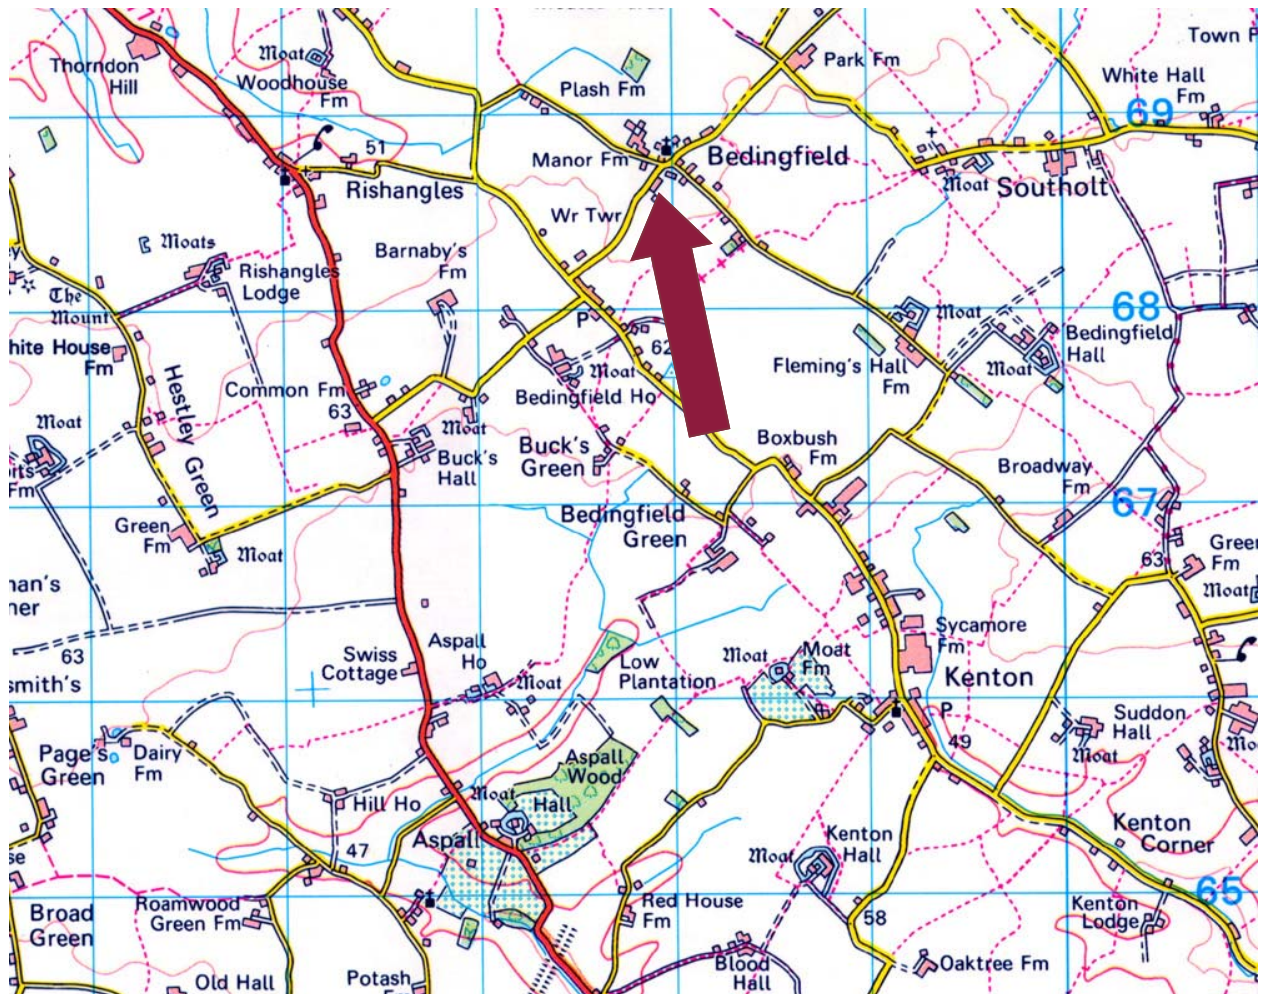 Thorndon
Hill
Moat
Woodhouse
Fm
Plash Fm
Park Fm
Town
White Hall
Fm
69
51
Rishangles
Manor Fm
Bedingfield
Moat
Southolt
Wr Twr
Moats
Barnaby's
Fm
Rishangles
Lodge
The
Mount
68
P
62
Moat
Bedingfield
Hall
Moat
hite House
Fm
Hestley Green
Common Fm
63
Moat
Bedingfield Ho
Fleming's Hall
Fm
Moat
Moat
Buck's
Hall
Buck's
Green
Boxbush
Fm
Broadway
Fm
67
Fm
Green
Fm
Moat
Bedingfield
Green
63
Green
Fm
Moat
man's
ner
63
smith's
Swiss
Cottage
Aspall
Ho
Moat
Low
Plantation
Moat
Moat
Fm
Sycamore
Fm
Kenton
P
49
Suddon
Hall
Moat
Mo
Page's
Green
Dairy
Fm
Aspall
Wood
Hill Ho
Moat
Hall
Aspall
47
Kenton
Hall
Moat
Kenton
Corner
se
65
Broad
Green
Roamwood
Green Fm
Red House
Fm
58
Kenton
Lodge
Old Hall
Potash
Fm
Blood
Hall
Oaktree Fm